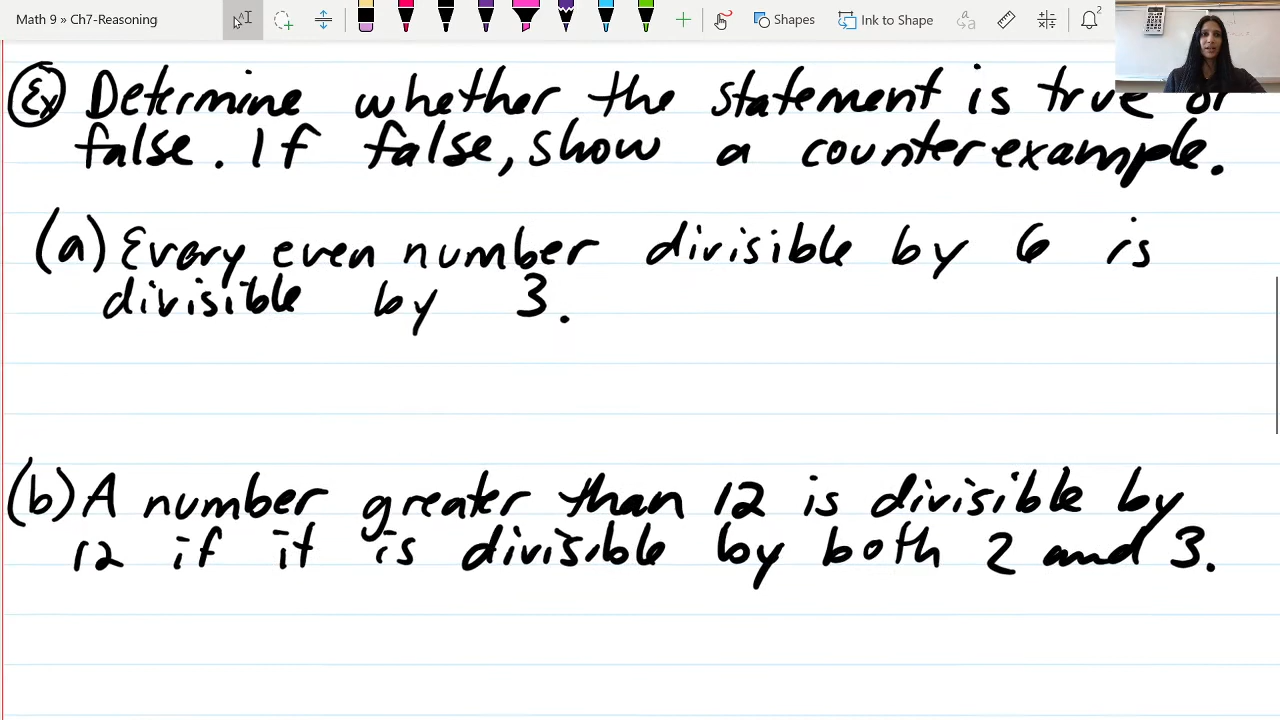 Math 9 » Ch7-Reasoning
Shapes
Ink to Shape
Ex Determine whether the statement is true or
false. If false, show a counterexample.
(a) Every even number divisible by 6 is
divisible by 3.
(b) A number greater than 12 is divisible by
12 if it is divisible by both 2 and 3.